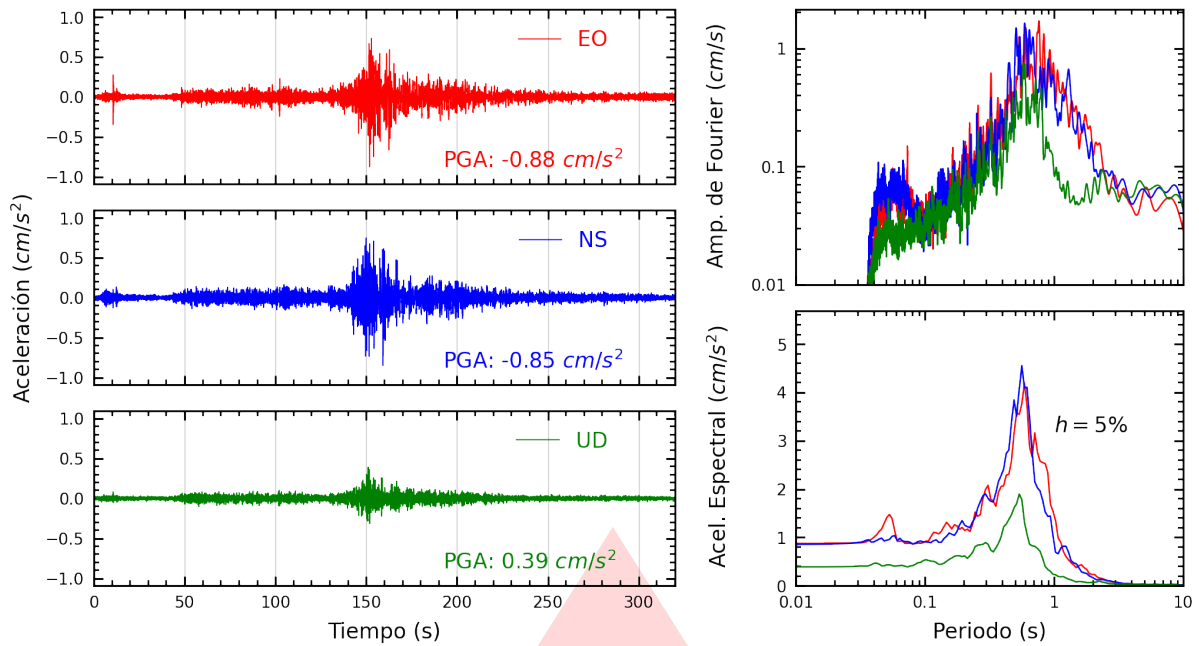 Aceleración (cm/s²)
1.0
0.5
0.0
−0.5
−1.0
EO
PGA: -0.88 cm/s²
1.0
0.5
0.0
−0.5
−1.0
NS
PGA: -0.85 cm/s²
1.0
0.5
0.0
−0.5
−1.0
UD
PGA: 0.39 cm/s²
0 50 100 150 200 250 300
Tiempo (s)
Amp. de Fourier (cm/s)
1
0.1
0.01
Acel. Espectral (cm/s²)
5
4
3
2
1
0
h = 5%
0.01 0.1 1 10
Periodo (s)